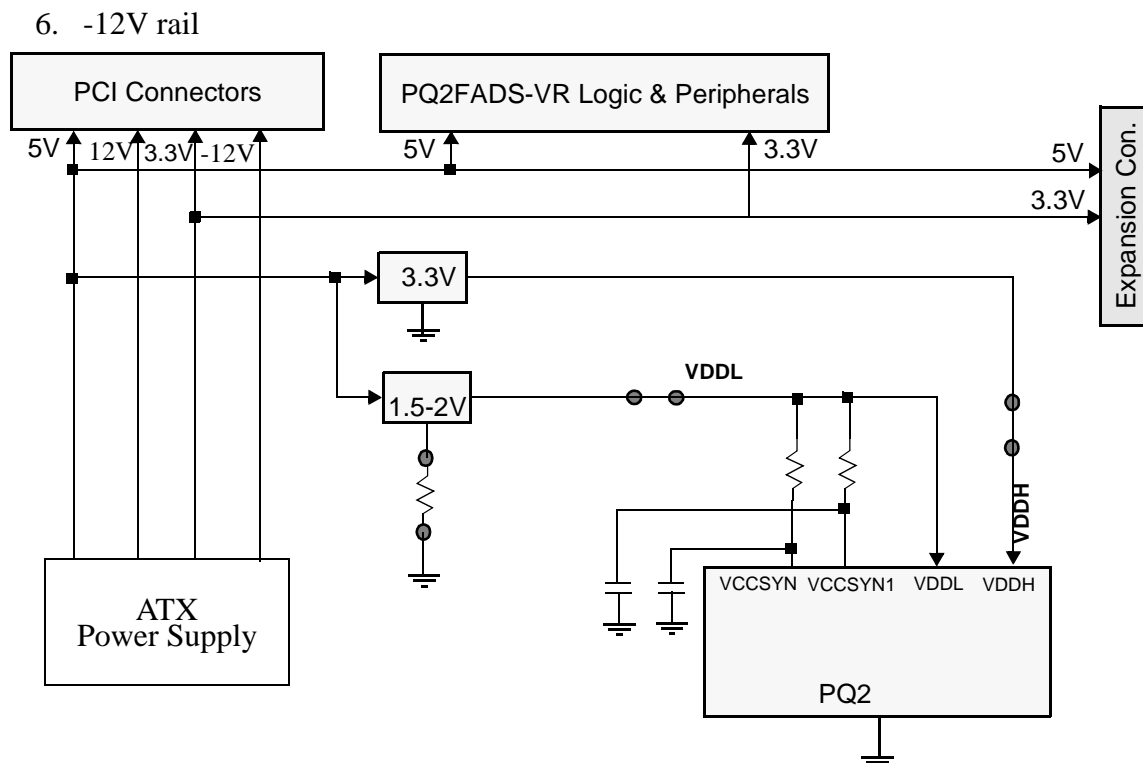 6. -12V rail
PCI Connectors
PQ2FADS-VR Logic & Peripherals
5V
12V
3.3V
-12V
5V
3.3V
5V
3.3V
Expansion Con.
3.3V
1.5-2V
VDDL
VDDH
VCCSYN
VCCSYN1
VDDL
VDDH
ATX
Power Supply
PQ2